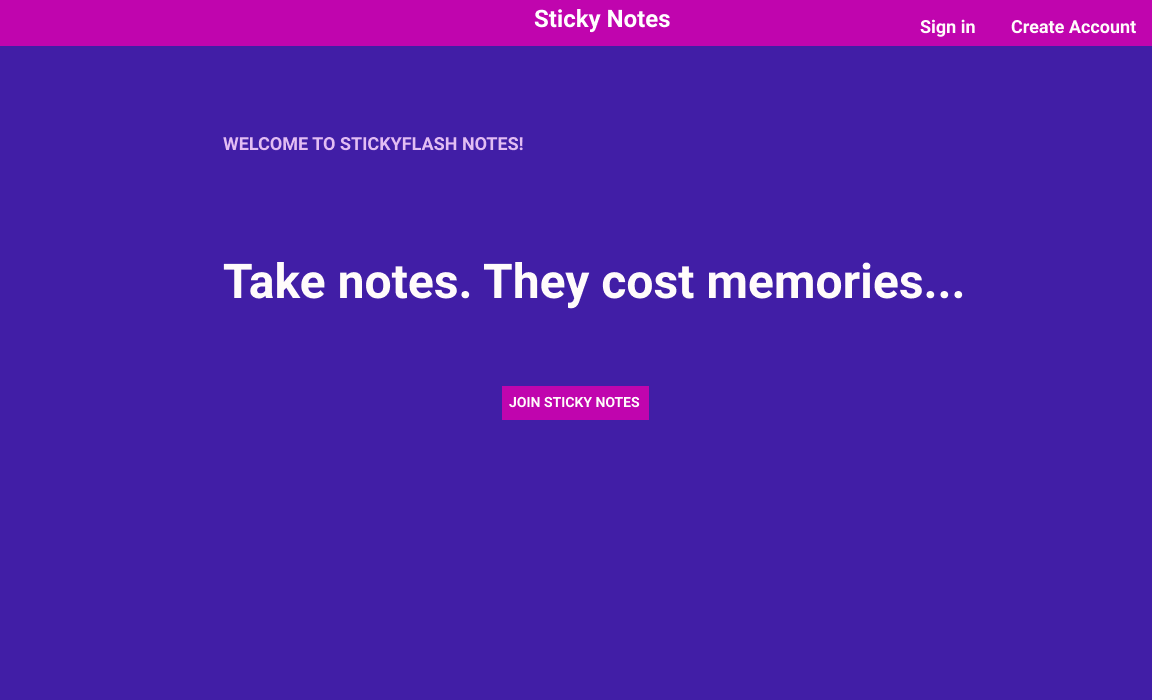 Sticky Notes
Sign in
Create Account
WELCOME TO STICKYFLASH NOTES!
Take notes. They cost memories...
JOIN STICKY NOTES